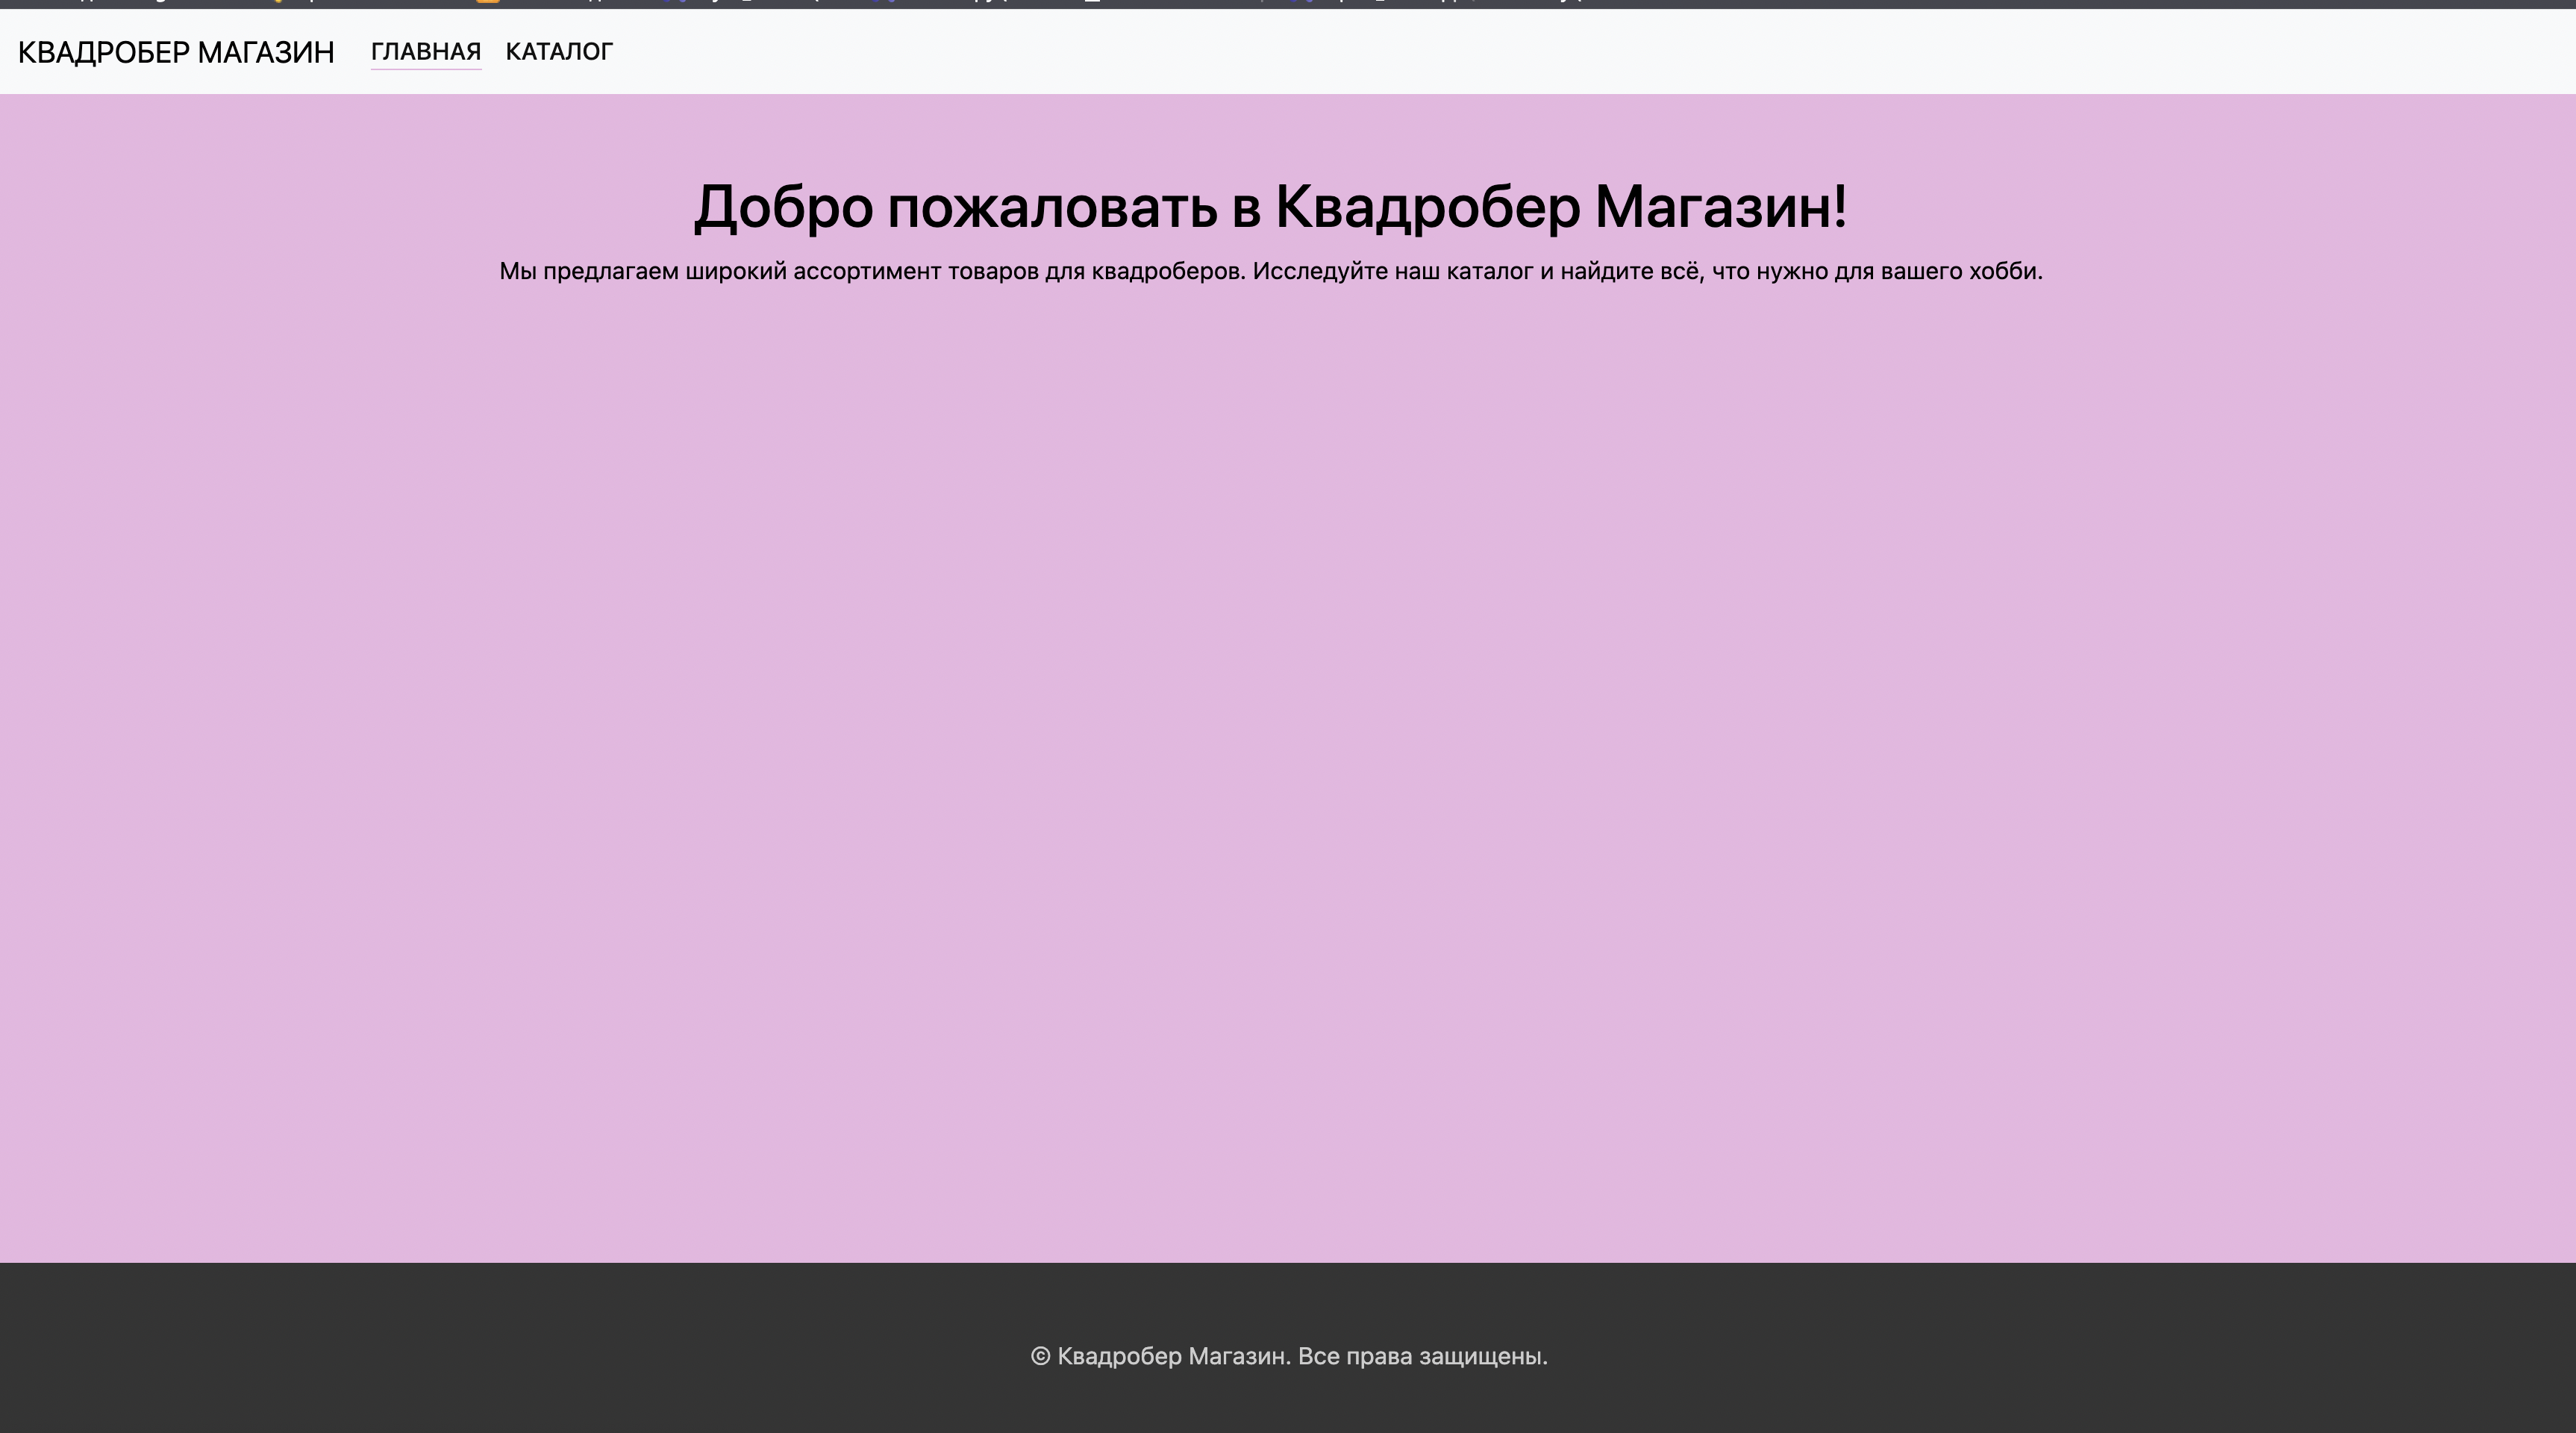 КВАДРОБЕР МАГАЗИН ГЛАВНАЯ КАТАЛОГ
Добро пожаловать в Квадробер Магазин!
Мы предлагаем широкий ассортимент товаров для квадроберов. Исследуйте наш каталог и найдите всё, что нужно для вашего хобби.
© Квадробер Магазин. Все права защищены.